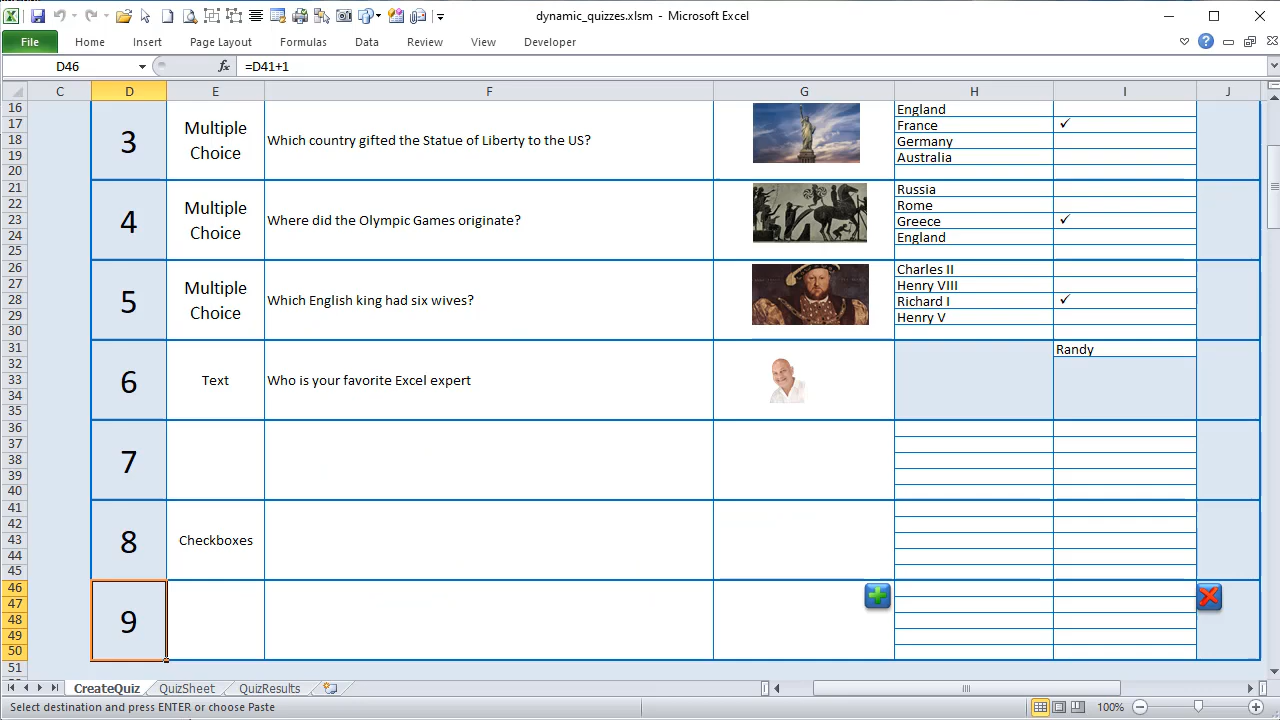 dynamic_quizzes.xlsm - Microsoft Excel
File Home Insert Page Layout Formulas Data Review View Developer
D46 fx =D41+1
C D E F G H I J
16 England
17 France ✓
18 3 Multiple Choice Which country gifted the Statue of Liberty to the US? Germany
19 Australia
20
21 Russia
22 Rome
23 4 Multiple Choice Where did the Olympic Games originate? Greece ✓
24 England
25
26 Charles II
27 Henry VIII
28 5 Multiple Choice Which English king had six wives? Richard I ✓
29 Henry V
30
31 Randy
32
33 6 Text Who is your favorite Excel expert
34
35
36
37
38 7
39
40
41
42
43 8 Checkboxes
44
45
46
47
48 9
49
50
51
CreateQuiz QuizSheet QuizResults
Select destination and press ENTER or choose Paste 100%